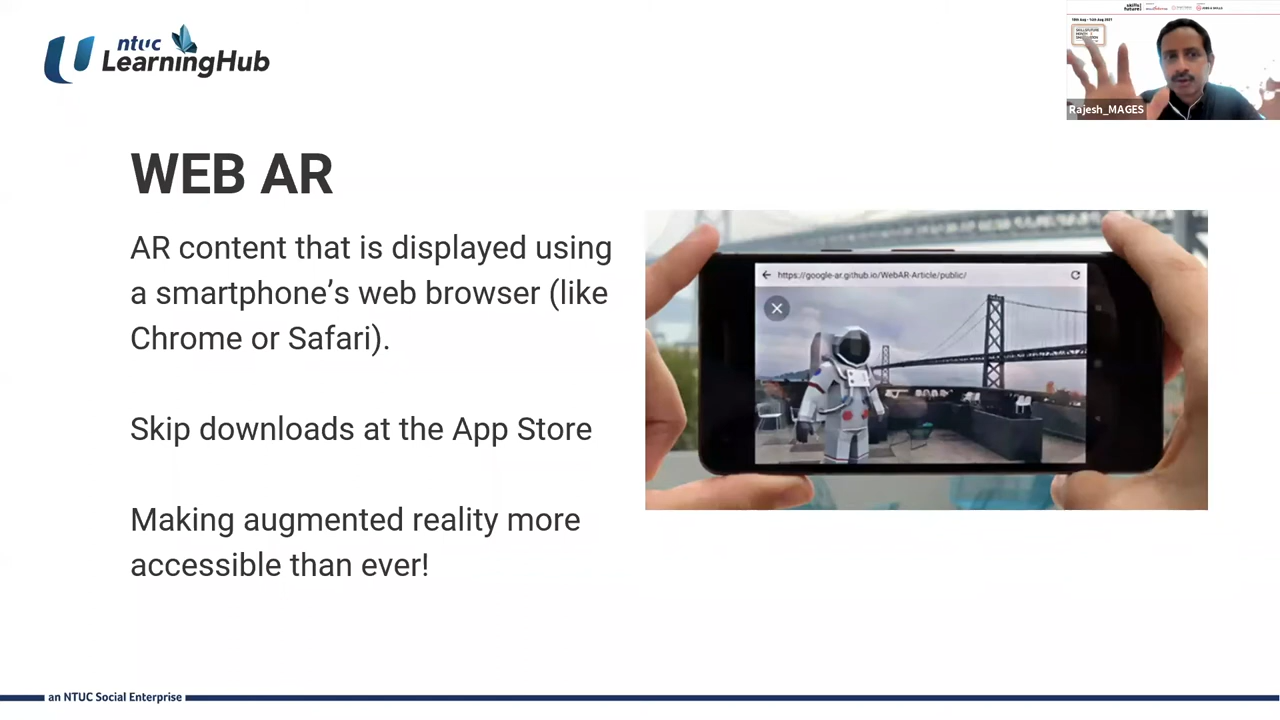 ntuc
LearningHub
Rajesh_MAGES
WEB AR
AR content that is displayed using
a smartphone’s web browser (like
Chrome or Safari).
Skip downloads at the App Store
Making augmented reality more
accessible than ever!
https://google-ar.github.io/WebAR-Article/public/
an NTUC Social Enterprise